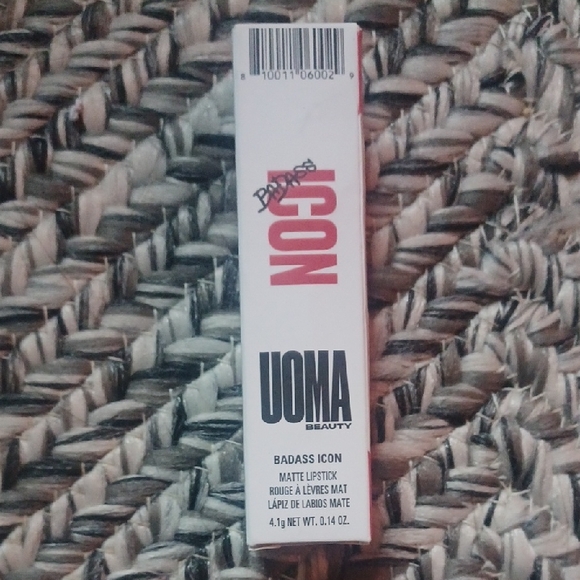 8 10011 06002 9
BADASS
ICON
UOMA
BEAUTY
BADASS ICON
MATTE LIPSTICK
ROUGE À LÈVRES MAT
LÁPIZ DE LABIOS MATE
4.1g NET WT. 0.14 OZ.